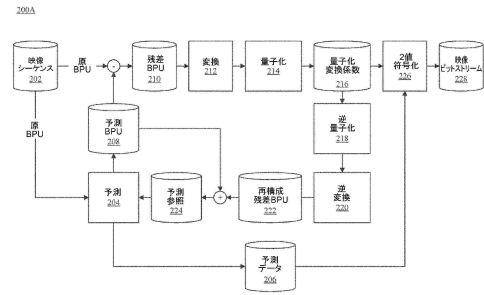 200A
映像
シーケンス
202
原
BPU
-
残差
BPU
210
変換
212
量子化
214
量子化
変換係数
216
2値
符号化
226
映像
ビットストリーム
228
原
BPU
予測
BPU
208
逆
量子化
218
予測
204
予測
参照
224
+
再構成
残差BPU
222
逆
変換
220
予測
データ
206